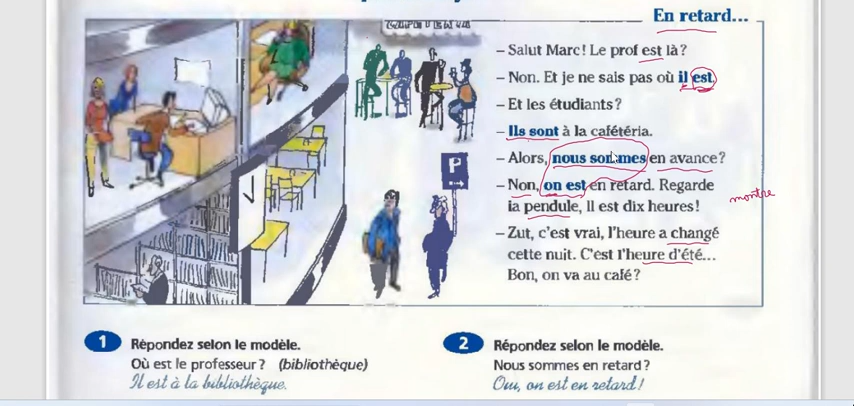 En retard...
– Salut Marc! Le prof est là?
– Non. Et je ne sais pas où il est.
– Et les étudiants?
– Ils sont à la cafétéria.
– Alors, nous sommes en avance?
– Non, on est en retard. Regarde
la pendule, Il est dix heures!
montre
– Zut, c'est vrai, l'heure a changé
cette nuit. C'est l'heure d'été...
Bon, on va au café?
P
1 Répondez selon le modèle.
Où est le professeur? (bibliothèque)
Il est à la bibliothèque.
2 Répondez selon le modèle.
Nous sommes en retard?
Oui, on est en retard!